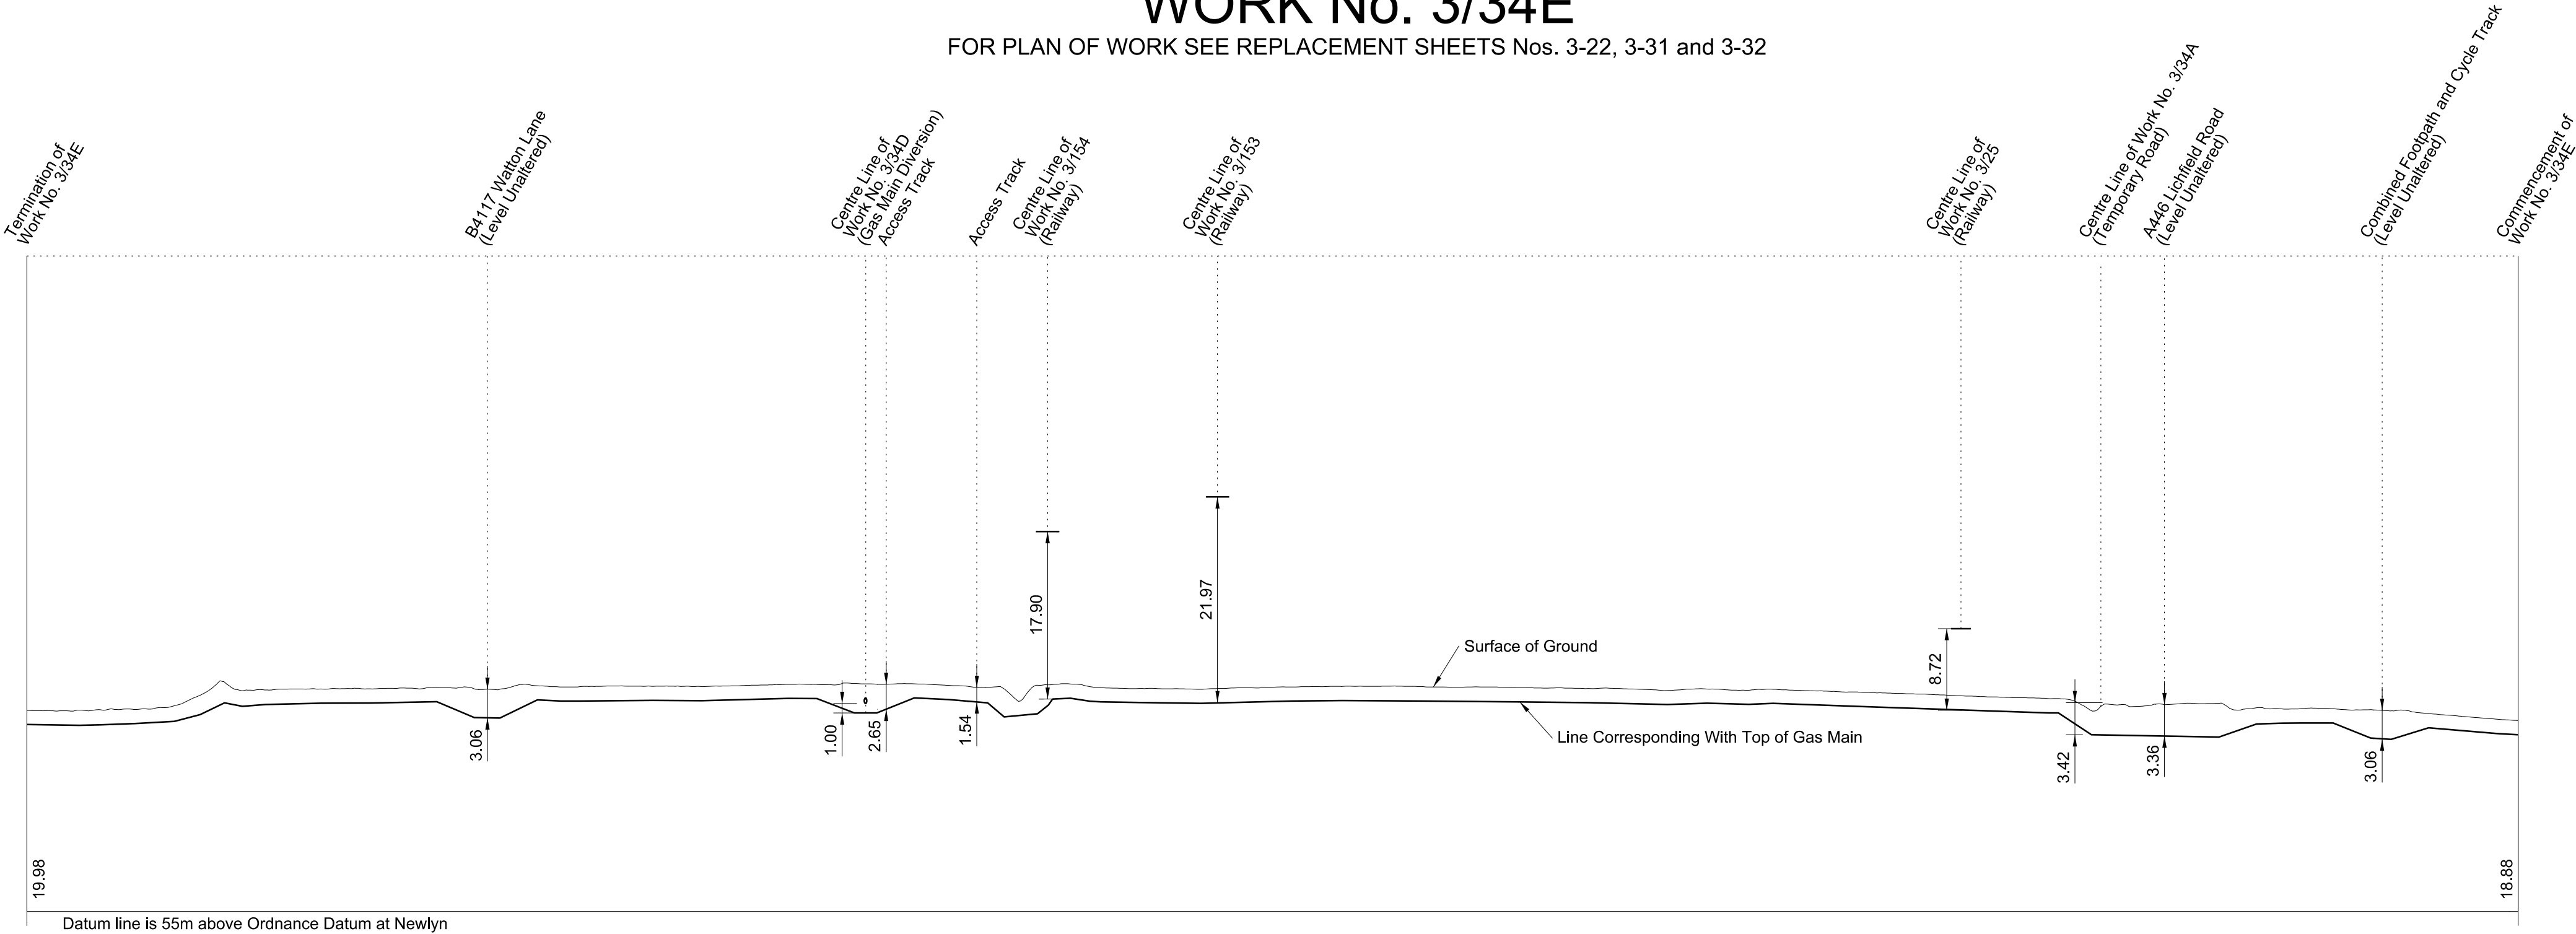 WORK No. 3/34E
FOR PLAN OF WORK SEE REPLACEMENT SHEETS Nos. 3-22, 3-31 and 3-32
Termination of
Work No. 3/34E
B4117 Watton Lane
(Level Unaltered)
Centre Line of
Work No. 3/34D
(Gas Main Diversion)
Access Track
Access Track
Centre Line of
Work No. 3/154
(Railway)
Centre Line of
Work No. 3/153
(Railway)
Centre Line of
Work No. 3/25
(Railway)
Centre Line of Work No. 3/34A
(Temporary Road)
A446 Lichfield Road
(Level Unaltered)
Combined Footpath and Cycle Track
(Level Unaltered)
Commencement of
Work No. 3/34E
17.90
21.97
8.72
Surface of Ground
Line Corresponding With Top of Gas Main
3.06
1.00
2.65
1.54
3.42
3.36
3.06
19.98
18.88
Datum line is 55m above Ordnance Datum at Newlyn